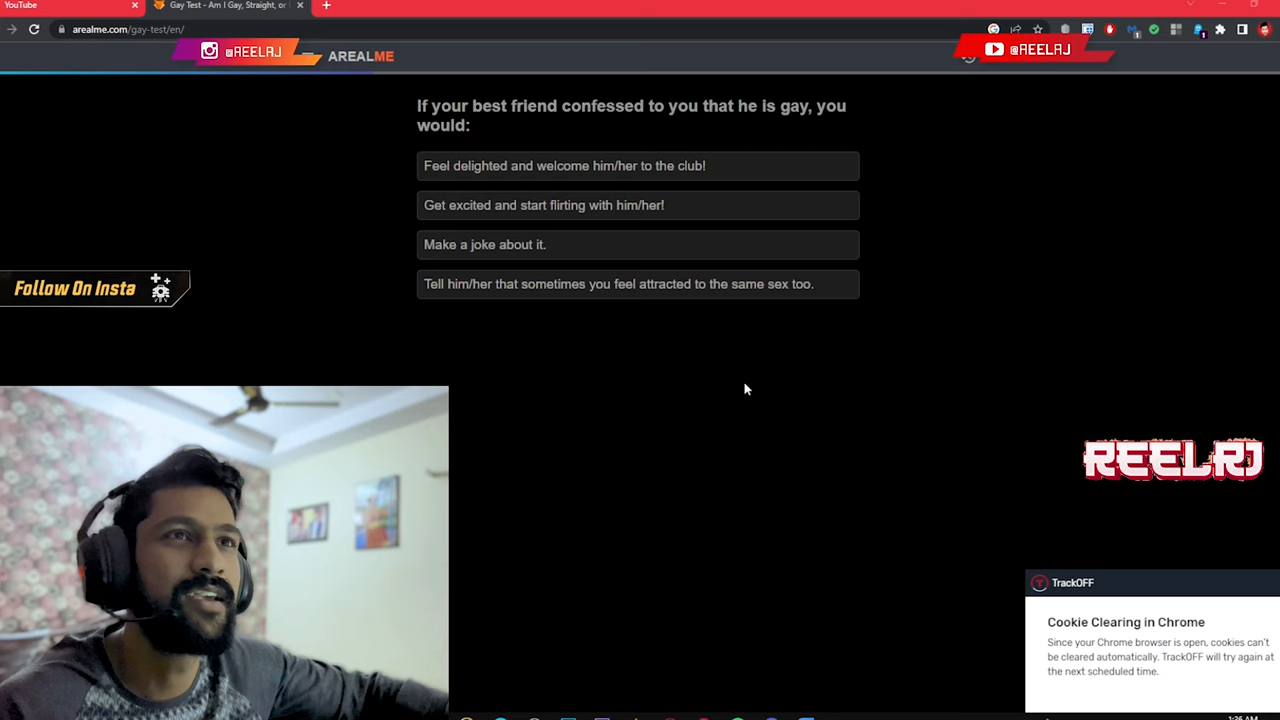 YouTube
Gay Test - Am I Gay, Straight, or
arealme.com/gay-test/en/
@REELRJ
AREALME
@REELRJ
If your best friend confessed to you that he is gay, you
would:
Feel delighted and welcome him/her to the club!
Get excited and start flirting with him/her!
Make a joke about it.
Tell him/her that sometimes you feel attracted to the same sex too.
Follow On Insta
REELRJ
TrackOFF
Cookie Clearing in Chrome
Since your Chrome browser is open, cookies can't
be cleared automatically. TrackOFF will try again at
the next scheduled time.
1:26 AM